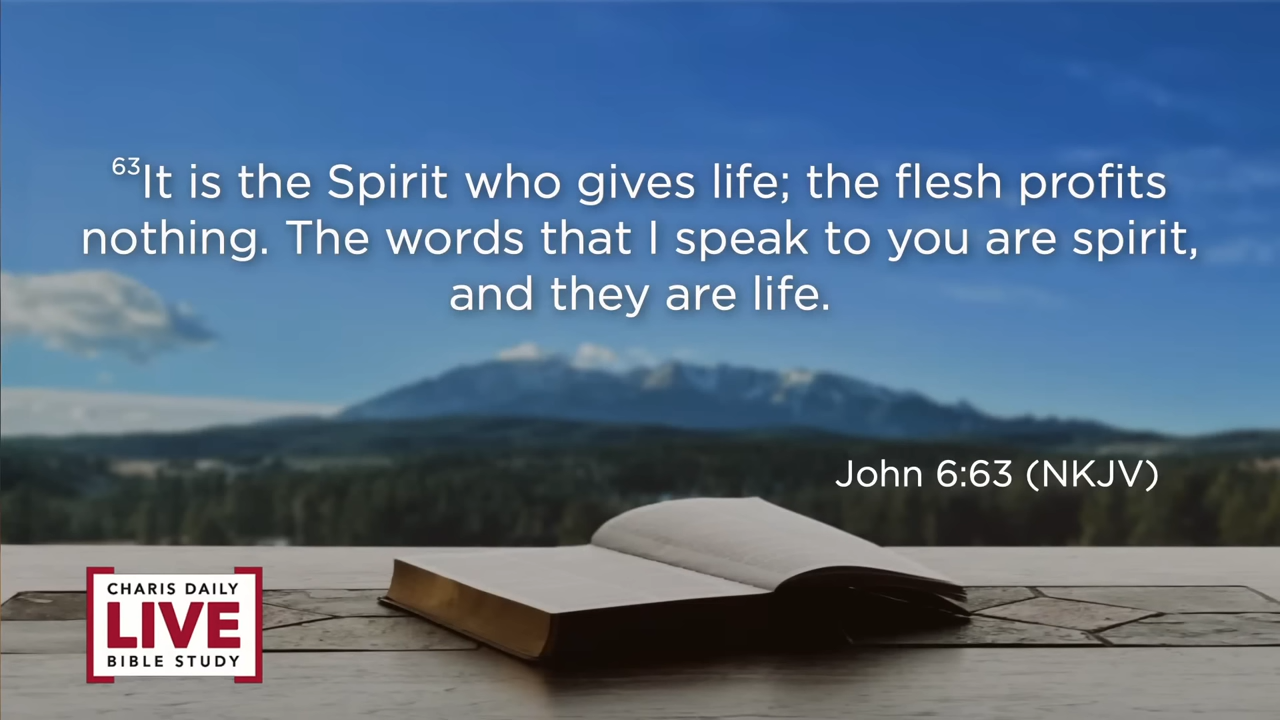 63It is the Spirit who gives life; the flesh profits
nothing. The words that I speak to you are spirit,
and they are life.
John 6:63 (NKJV)
CHARIS DAILY
LIVE
BIBLE STUDY